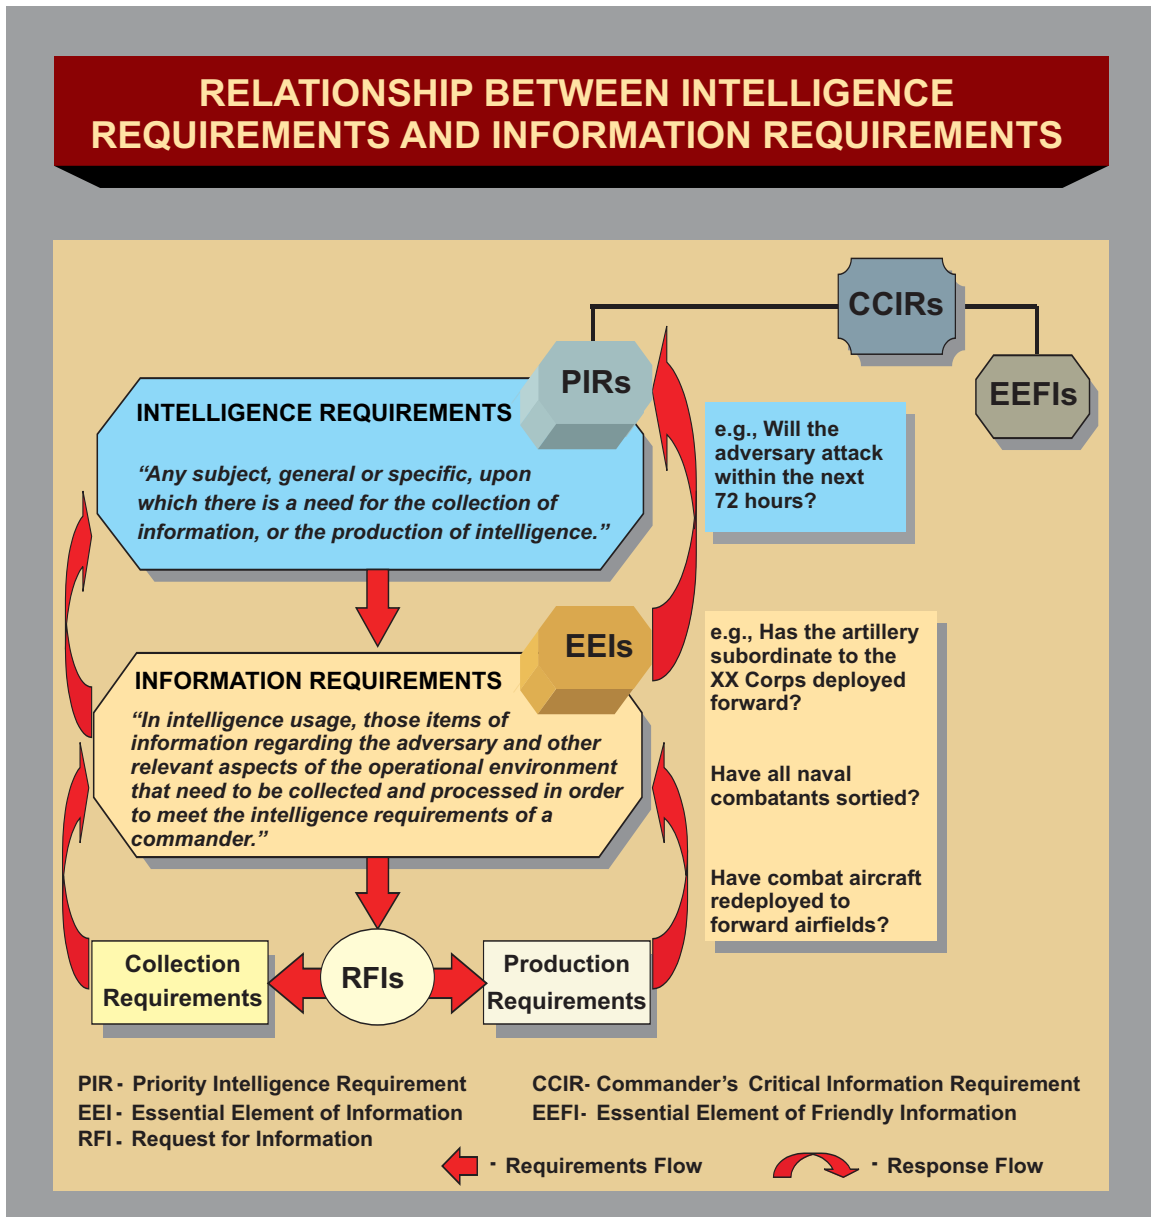 RELATIONSHIP BETWEEN INTELLIGENCE
REQUIREMENTS AND INFORMATION REQUIREMENTS
CCIRs
PIRs
EEFIs
INTELLIGENCE REQUIREMENTS
“Any subject, general or specific, upon
which there is a need for the collection of
information, or the production of intelligence.”
e.g., Will the
adversary attack
within the next
72 hours?
EEIs
INFORMATION REQUIREMENTS
“In intelligence usage, those items of
information regarding the adversary and other
relevant aspects of the operational environment
that need to be collected and processed in order
to meet the intelligence requirements of a
commander.”
e.g., Has the artillery
subordinate to the
XX Corps deployed
forward?
Have all naval
combatants sortied?
Have combat aircraft
redeployed to
forward airfields?
Collection
Requirements
RFIs
Production
Requirements
PIR - Priority Intelligence Requirement
EEI - Essential Element of Information
RFI - Request for Information
CCIR- Commander’s Critical Information Requirement
EEFI- Essential Element of Friendly Information
- Requirements Flow
- Response Flow